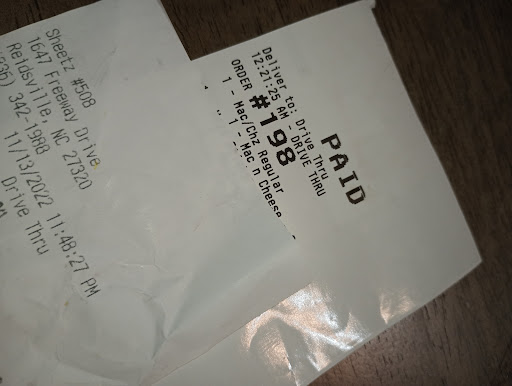 Sheetz #508
1647 Freeway Drive
Reidsville, NC 27320
342-1988
11/13/2022 11:48:27 PM
Drive Thru
PAID
Deliver to: Drive Thru
12:21:25 AM - DRIVE THRU
ORDER #198
1 - Mac/Chz Regular
1 - Mac n Cheese